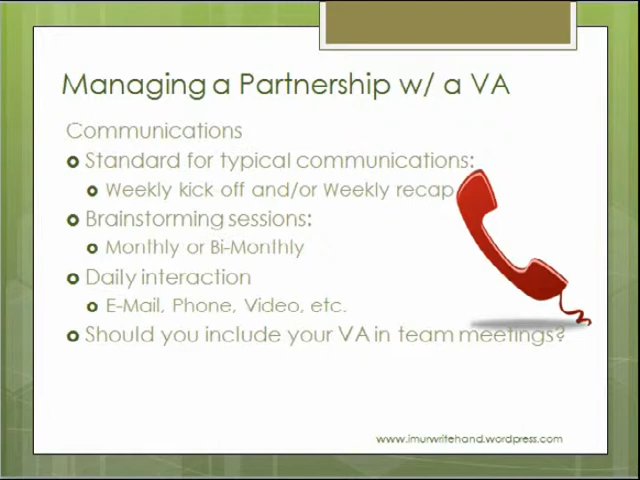 Managing a Partnership w/ a VA
Communications
Standard for typical communications:
Weekly kick off and/or Weekly recap
Brainstorming sessions:
Monthly or Bi-Monthly
Daily interaction
E-Mail, Phone, Video, etc.
Should you include your VA in team meetings?
www.imurwritehand.wordpress.com